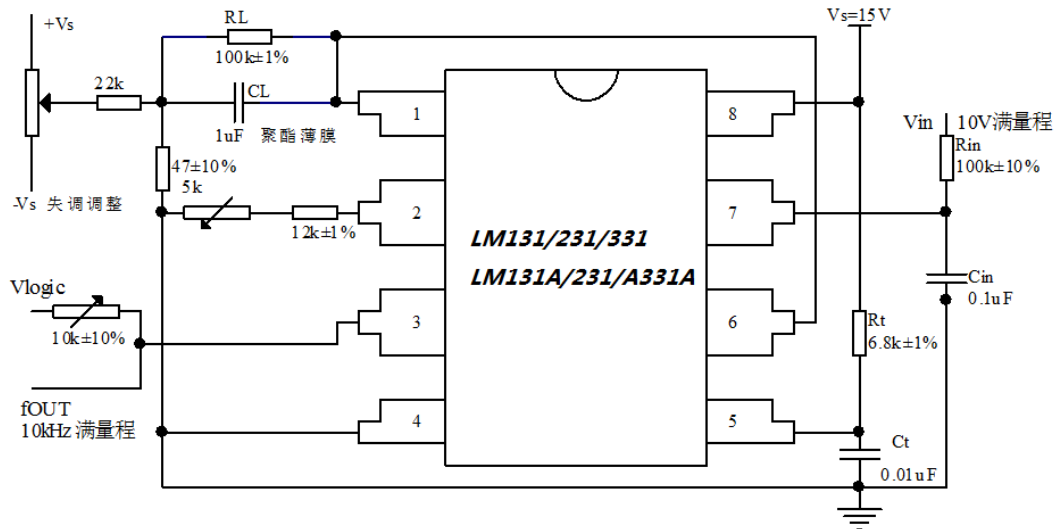 +Vs
RL
100k±1%
22k
CL
1uF 聚酯薄膜
47±10%
5k
-Vs 失调调整
12k±1%
Vlogic
10k±10%
fOUT
10kHz 满量程
1
2
3
4
8
7
6
5
LM131/231/331
LM131A/231/A331A
Vs=15V
Vin 10V满量程
Rin
100k±10%
Cin
0.1uF
Rt
6.8k±1%
Ct
0.01uF